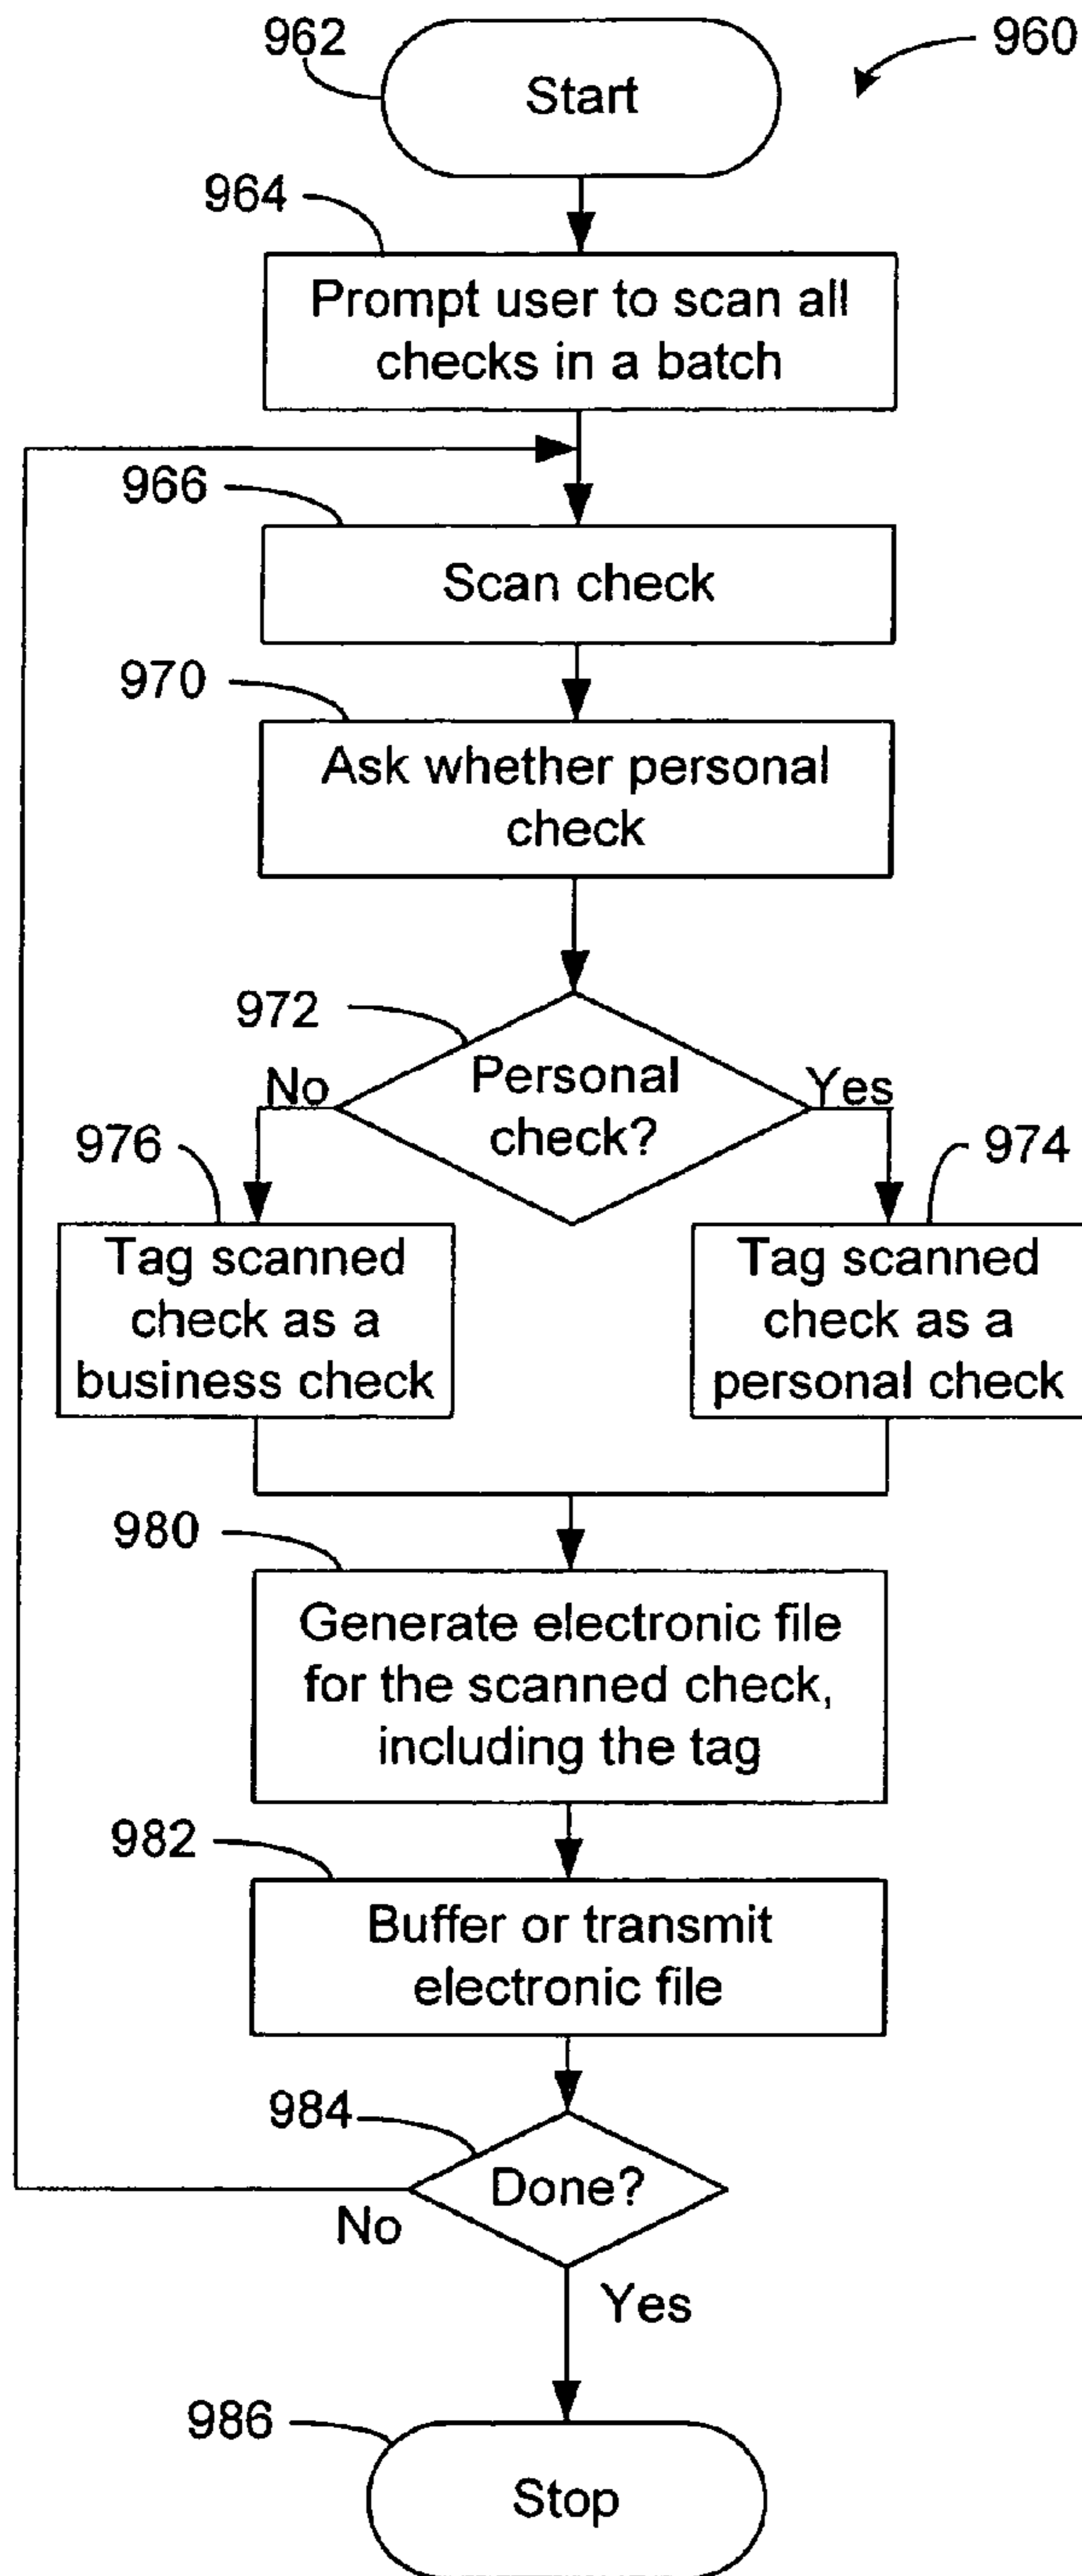 962
960
Start
964
Prompt user to scan all
checks in a batch
966
Scan check
970
Ask whether personal
check
972
No
Personal
check?
Yes
976
974
Tag scanned
check as a
business check
Tag scanned
check as a
personal check
980
Generate electronic file
for the scanned check,
including the tag
982
Buffer or transmit
electronic file
984
Done?
No
Yes
986
Stop